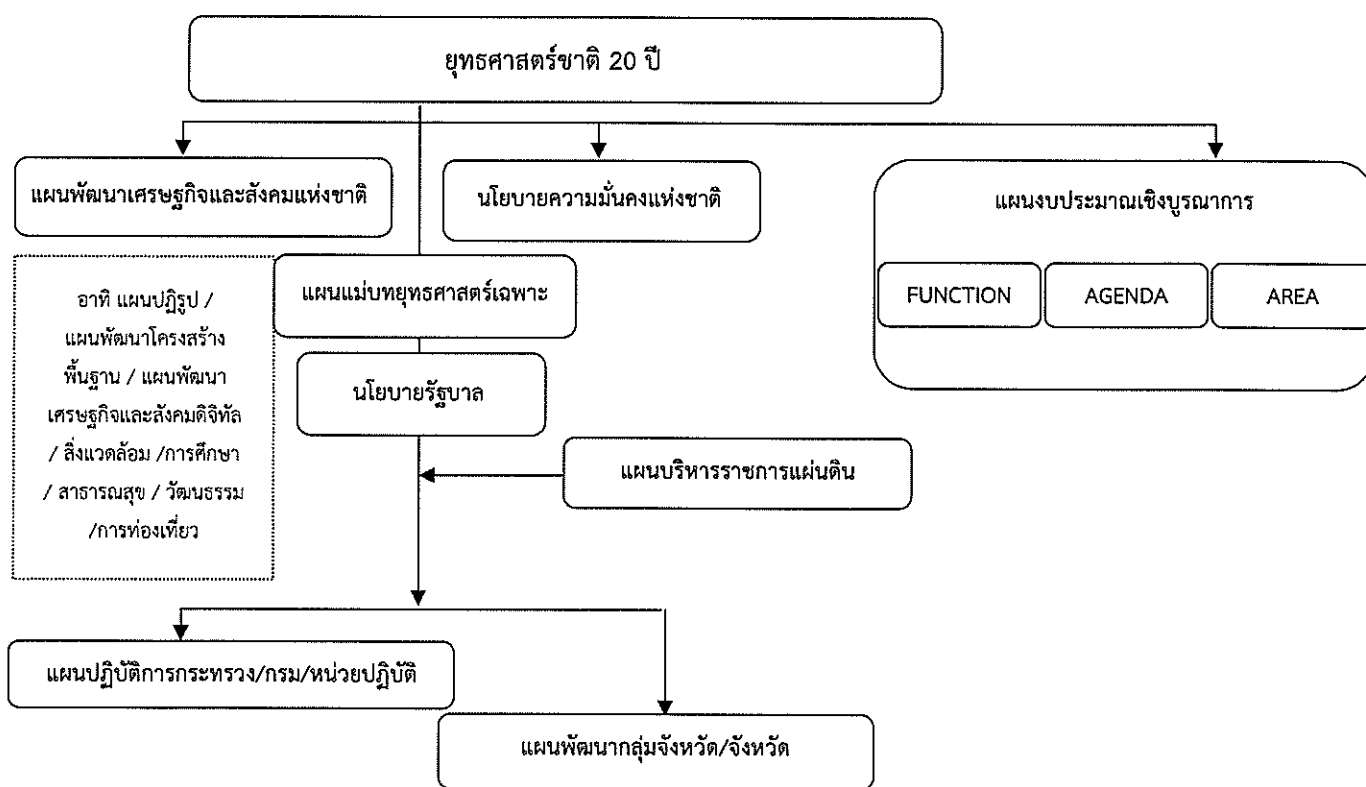 ยุทธศาสตร์ชาติ 20 ปี
แผนพัฒนาเศรษฐกิจและสังคมแห่งชาติ
นโยบายความมั่นคงแห่งชาติ
แผนงบประมาณเชิงบูรณาการ
FUNCTION
AGENDA
AREA
แผนแม่บทยุทธศาสตร์เฉพาะ
อาทิ แผนปฏิรูป /
แผนพัฒนาโครงสร้าง
พื้นฐาน / แผนพัฒนา
เศรษฐกิจและสังคมดิจิทัล
/ สิ่งแวดล้อม /การศึกษา
/ สาธารณสุข / วัฒนธรรม
/การท่องเที่ยว
นโยบายรัฐบาล
แผนบริหารราชการแผ่นดิน
แผนปฏิบัติการกระทรวง/กรม/หน่วยปฏิบัติ
แผนพัฒนากลุ่มจังหวัด/จังหวัด